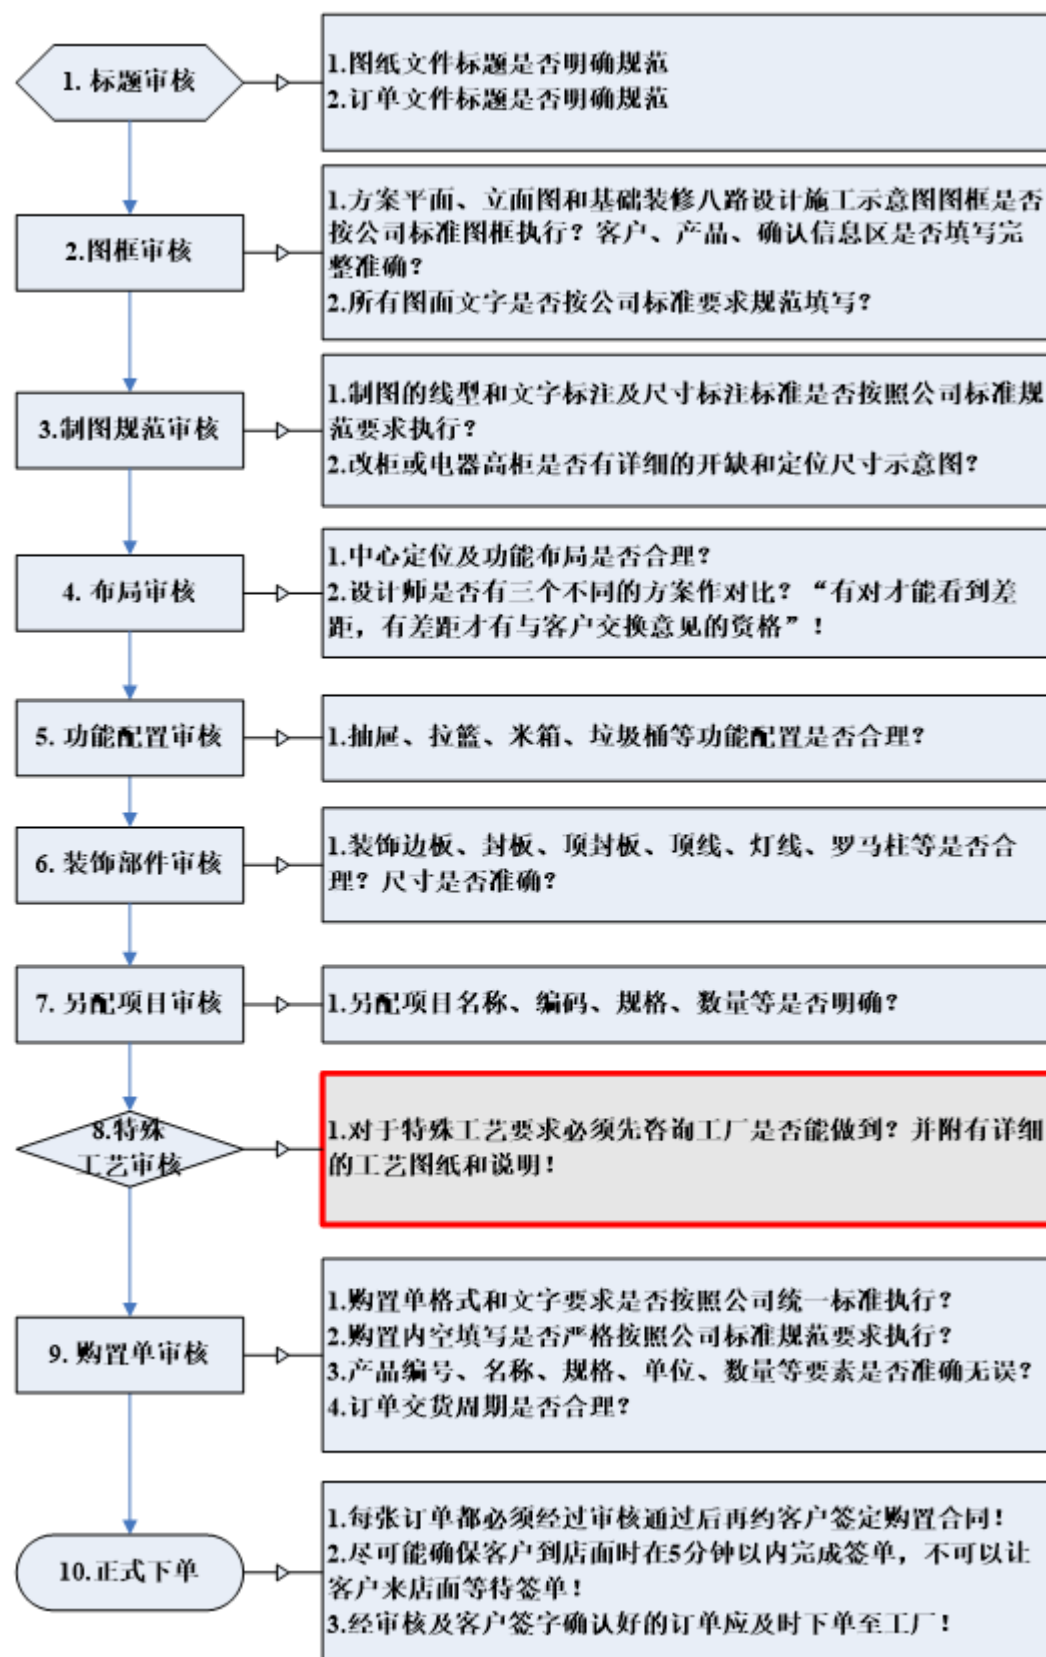 1. 标题审核
1.图纸文件标题是否明确规范
2.订单文件标题是否明确规范
2.图框审核
1.方案平面、立面图和基础装修八路设计施工示意图图框是否
按公司标准图框执行？客户、产品、确认信息区是否填写完
整准确？
2.所有图面文字是否按公司标准要求规范填写？
3.制图规范审核
1.制图的线型和文字标注及尺寸标注标准是否按照公司标准规
范要求执行？
2.改柜或电器高柜是否有详细的开缺和定位尺寸示意图？
4. 布局审核
1.中心定位及功能布局是否合理？
2.设计师是否有三个不同的方案作对比？“有对才能看到差
距，有差距才有与客户交换意见的资格”！
5. 功能配置审核
1.抽屉、拉篮、米箱、垃圾桶等功能配置是否合理？
6. 装饰部件审核
1.装饰边板、封板、顶封板、顶线、灯线、罗马柱等是否合
理？尺寸是否准确？
7. 另配项目审核
1.另配项目名称、编码、规格、数量等是否明确？
8.特殊
工艺审核
1.对于特殊工艺要求必须先咨询工厂是否能做到？并附有详细
的工艺图纸和说明！
9. 购置单审核
1.购置单格式和文字要求是否按照公司统一标准执行？
2.购置内空填写是否严格按照公司标准规范要求执行？
3.产品编号、名称、规格、单位、数量等要素是否准确无误？
4.订单交货周期是否合理？
10.正式下单
1.每张订单都必须经过审核通过后再约客户签定购置合同！
2.尽可能确保客户到店面时在5分钟以内完成签单，不可以让
客户来店面等待签单！
3.经审核及客户签字确认好的订单应及时下单至工厂！